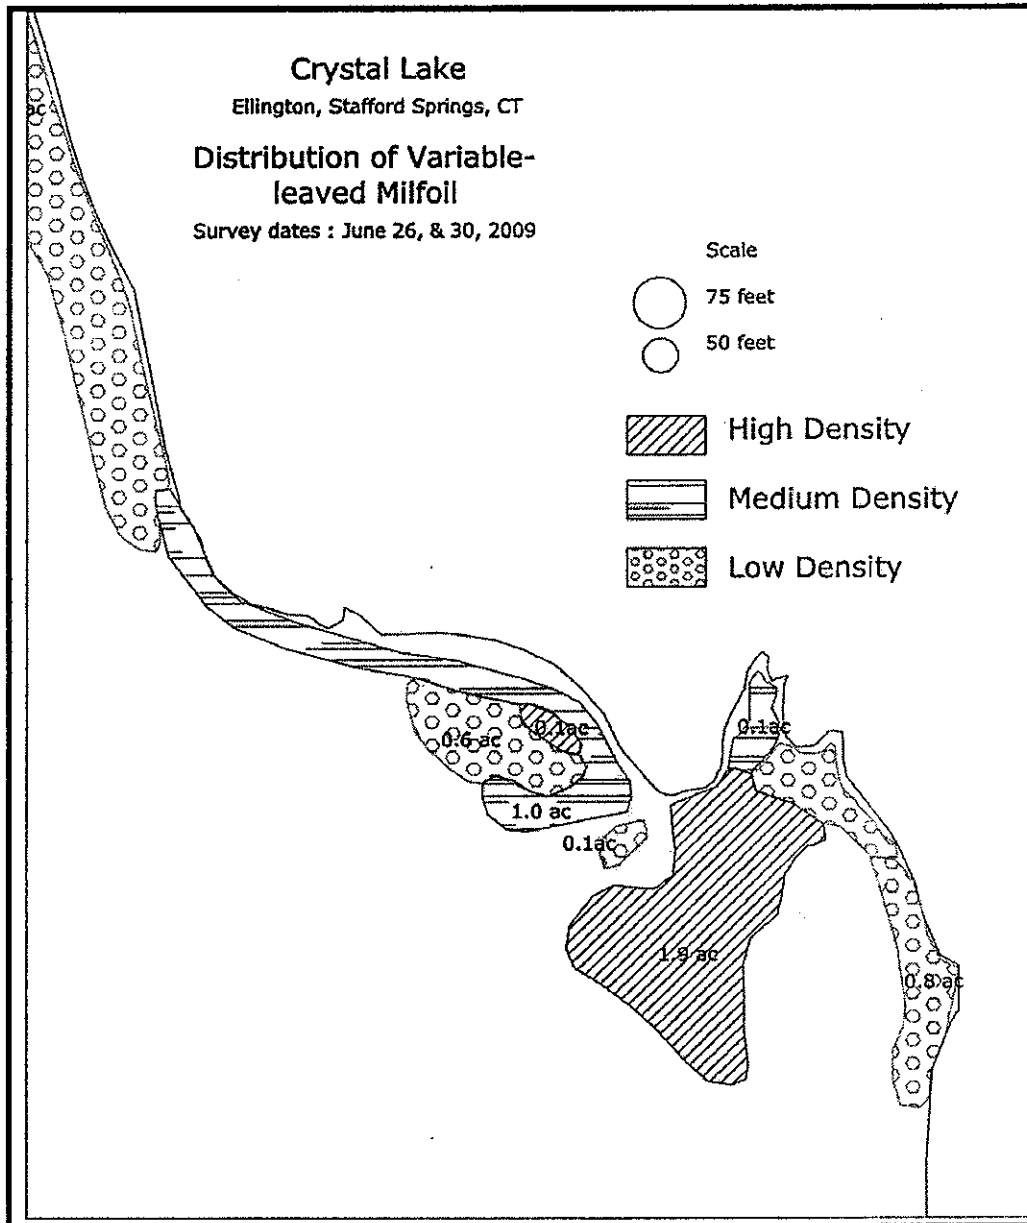 Crystal Lake
Ellington, Stafford Springs, CT
Distribution of Variable-
leaved Milfoil
Survey dates : June 26, & 30, 2009
ac
Scale
75 feet
50 feet
High Density
Medium Density
Low Density
0.1ac
0.6 ac
0.1ac
1.0 ac
0.1ac
1.9 ac
0.8 ac